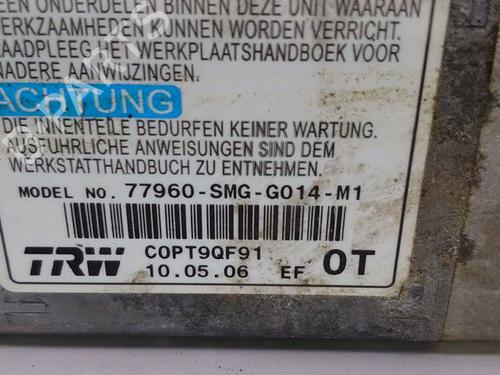 EEN ONDERDELEN BINNEN DEZE UNIT WAARAAN
WERKZAAMHEDEN KUNNEN WORDEN VERRICHT.
RAADPLEEG HET WERKPLAATSHANDBOEK VOOR
NADERE AANWIJZINGEN.
ACHTUNG
DIE INNENTEILE BEDURFEN KEINER WARTUNG.
AUSFUHRLICHE ANWEISUNGEN SIND DEM
WERKSTATTHANDBUCH ZU ENTNEHMEN.
MODEL NO. 77960-SMG-G014-M1
TRW
C0PT9QF91
10.05.06 EF 0T